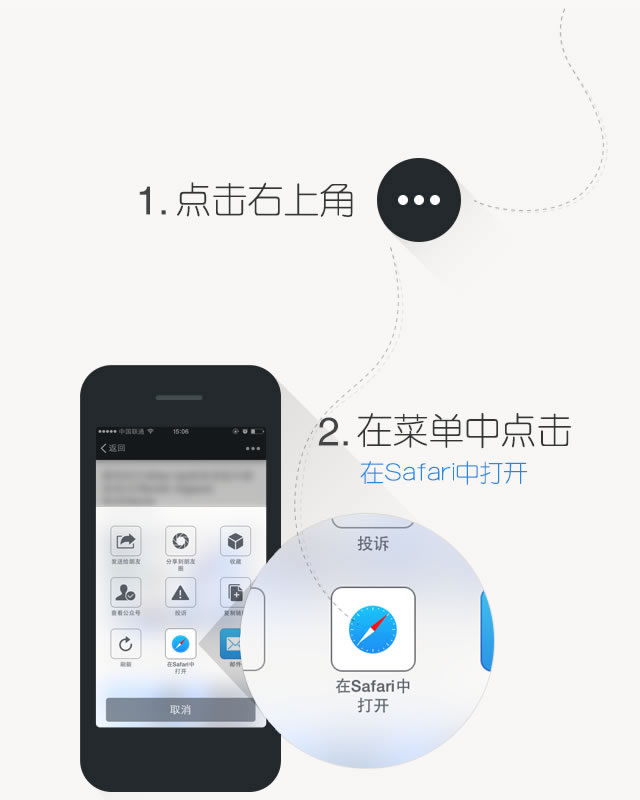 1.点击右上角
2.在菜单中点击
在Safari中打开
中国联通 15:06
返回
发送给朋友
分享到朋友
圈
收藏
查看公众号
投诉
复制链
刷新
在Safari中
打开
邮件
取消
投诉
在Safari中
打开